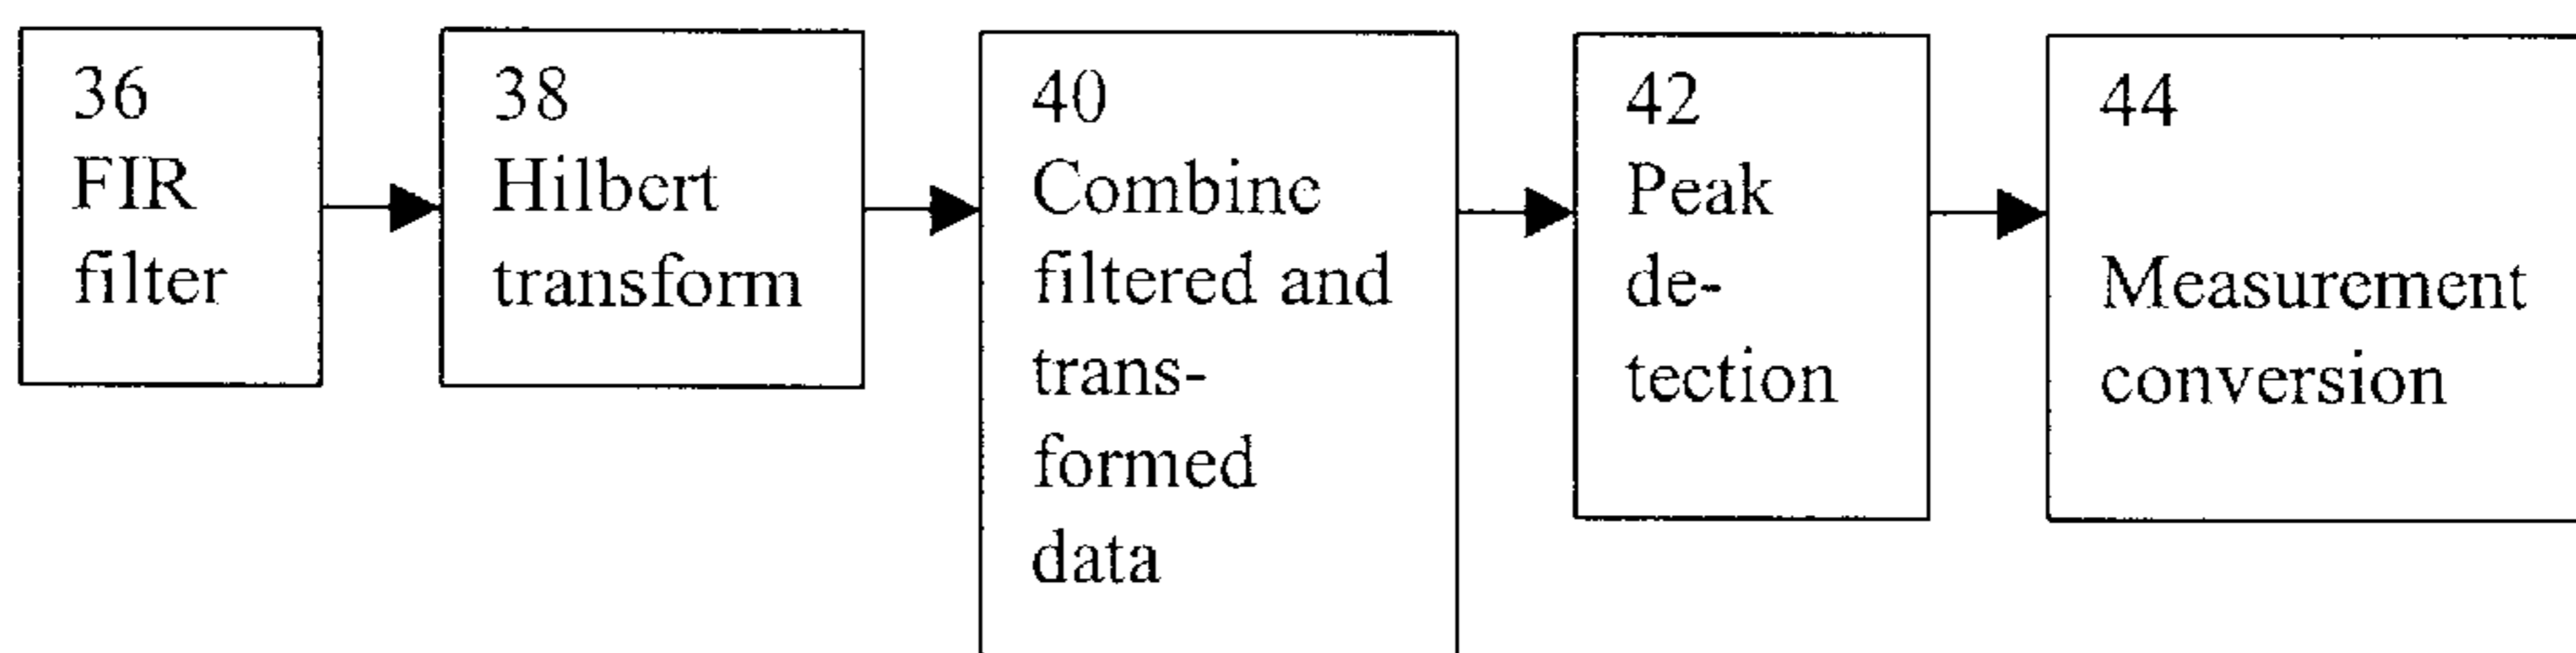 36
FIR
filter
38
Hilbert
transform
40
Combine
filtered and
trans-
formed
data
42
Peak
de-
tection
44
Measurement
conversion